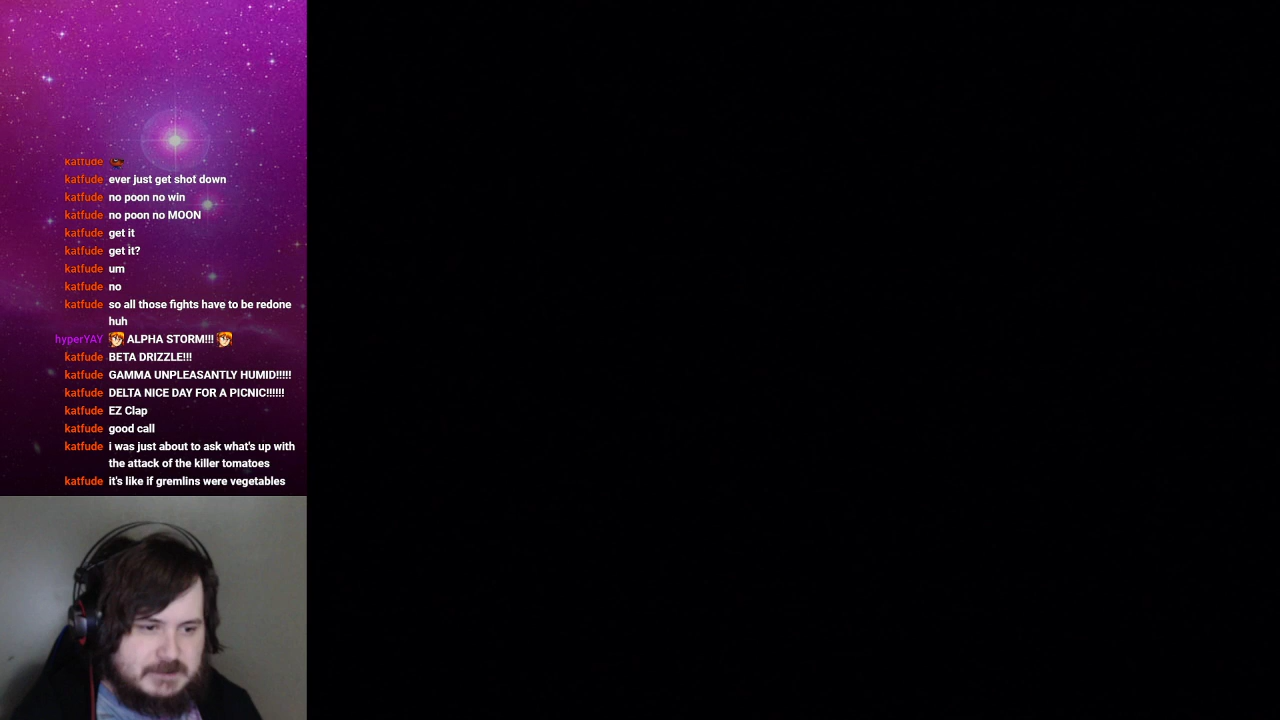 katfude
katfude ever just get shot down
katfude no poon no win
katfude no poon no MOON
katfude get it
katfude get it?
katfude um
katfude no
katfude so all those fights have to be redone
huh
hyperYAY ALPHA STORM!!!
katfude BETA DRIZZLE!!!
katfude GAMMA UNPLEASANTLY HUMID!!!!!
katfude DELTA NICE DAY FOR A PICNIC!!!!!!
katfude EZ Clap
katfude good call
katfude i was just about to ask what's up with
the attack of the killer tomatoes
katfude it's like if gremlins were vegetables